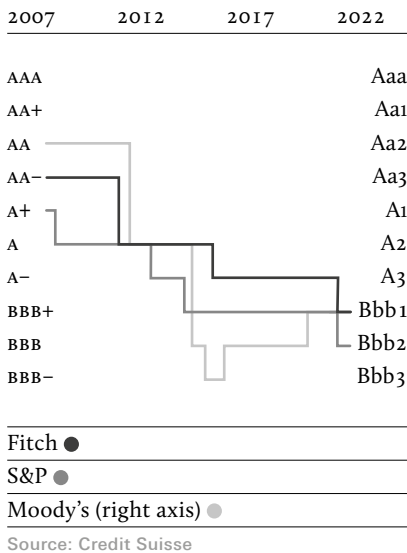 2007 2012 2017 2022
AAA Aaa
AA+ Aa1
AA Aa2
AA– Aa3
A+ A1
A A2
A– A3
BBB+ Bbb1
BBB Bbb2
BBB– Bbb3
Fitch
S&P
Moody's (right axis)
Source: Credit Suisse